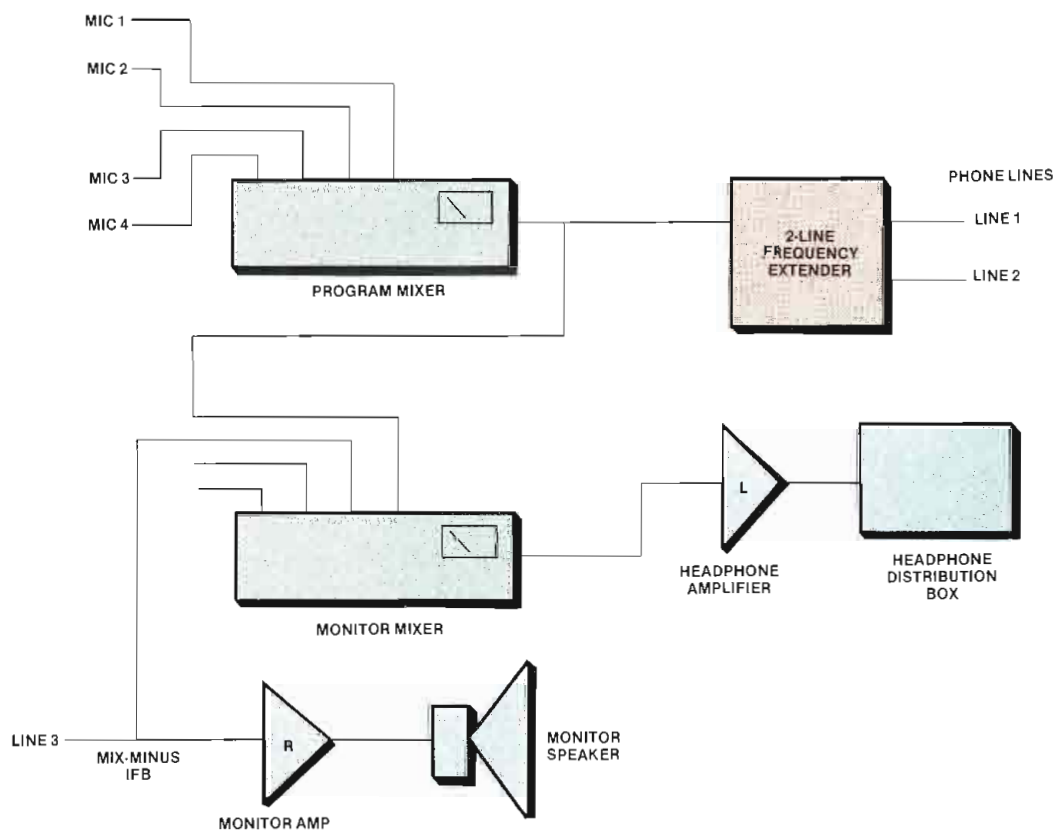 MIC 1
MIC 2
MIC 3
MIC 4
PROGRAM MIXER
2-LINE
FREQUENCY
EXTENDER
PHONE LINES
LINE 1
LINE 2
MONITOR MIXER
L
HEADPHONE
AMPLIFIER
HEADPHONE
DISTRIBUTION
BOX
LINE 3
MIX-MINUS
IFB
R
MONITOR AMP
MONITOR
SPEAKER